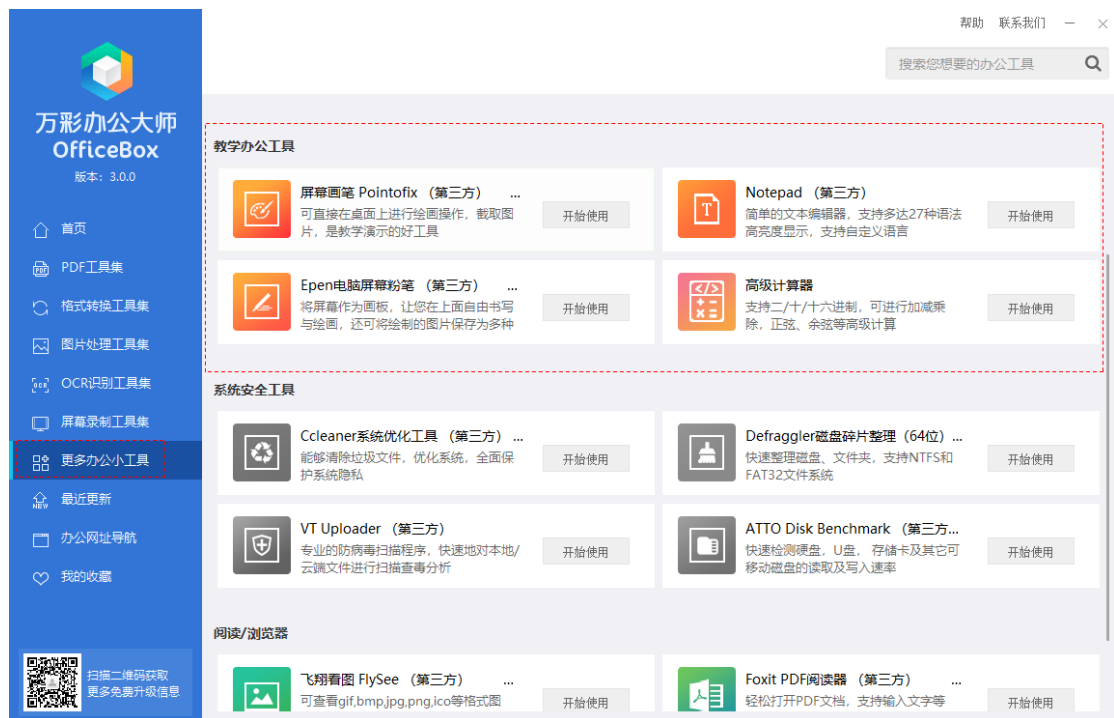 帮助 联系我们
搜索您想要的办公工具
万彩办公大师
OfficeBox
版本：3.0.0
首页
PDF工具集
格式转换工具集
图片处理工具集
OCR识别工具集
屏幕录制工具集
更多办公小工具
最近更新
办公网址导航
我的收藏
扫描二维码获取
更多免费升级信息
教学办公工具
屏幕画笔 Pointofix （第三方） ...
可直接在桌面上进行绘画操作，截取图
片，是教学演示的好工具
开始使用
Notepad （第三方）
简单的文本编辑器，支持多达27种语法
高亮度显示，支持自定义语言
开始使用
Epen电脑屏幕粉笔 （第三方） ...
将屏幕作为画板，让您在上面自由书写
与绘画，还可将绘制的图片保存为多种
开始使用
高级计算器
支持二/十/十六进制，可进行加减乘
除，正弦、余弦等高级计算
开始使用
系统安全工具
Ccleaner系统优化工具 （第三方） ...
能够清除垃圾文件，优化系统，全面保
护系统隐私
开始使用
Defraggler磁盘碎片整理（64位）...
快速整理磁盘、文件夹，支持NTFS和
FAT32文件系统
开始使用
VT Uploader （第三方）
专业的防病毒扫描程序，快速地对本地/
云端文件进行扫描查毒分析
开始使用
ATTO Disk Benchmark （第三方...
快速检测硬盘，U盘， 存储卡及其它可
移动磁盘的读取及写入速率
开始使用
阅读/浏览器
飞翔看图 FlySee （第三方） ...
可查看gif,bmp,jpg,png,ico等格式图
开始使用
Foxit PDF阅读器 （第三方） ...
轻松打开PDF文档，支持输入文字等
开始使用